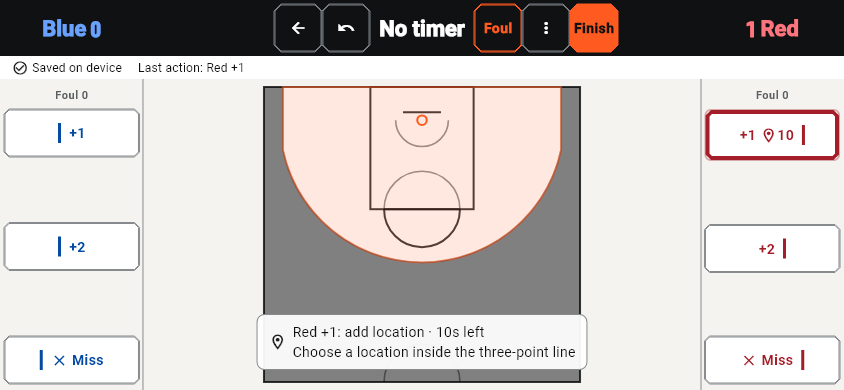 Blue 0
No timer
Foul
Finish
1 Red
Saved on device
Last action: Red +1
Foul 0
+1
+2
Miss
Foul 0
+1 10
+2
Miss
Red +1: add location · 10s left
Choose a location inside the three-point line